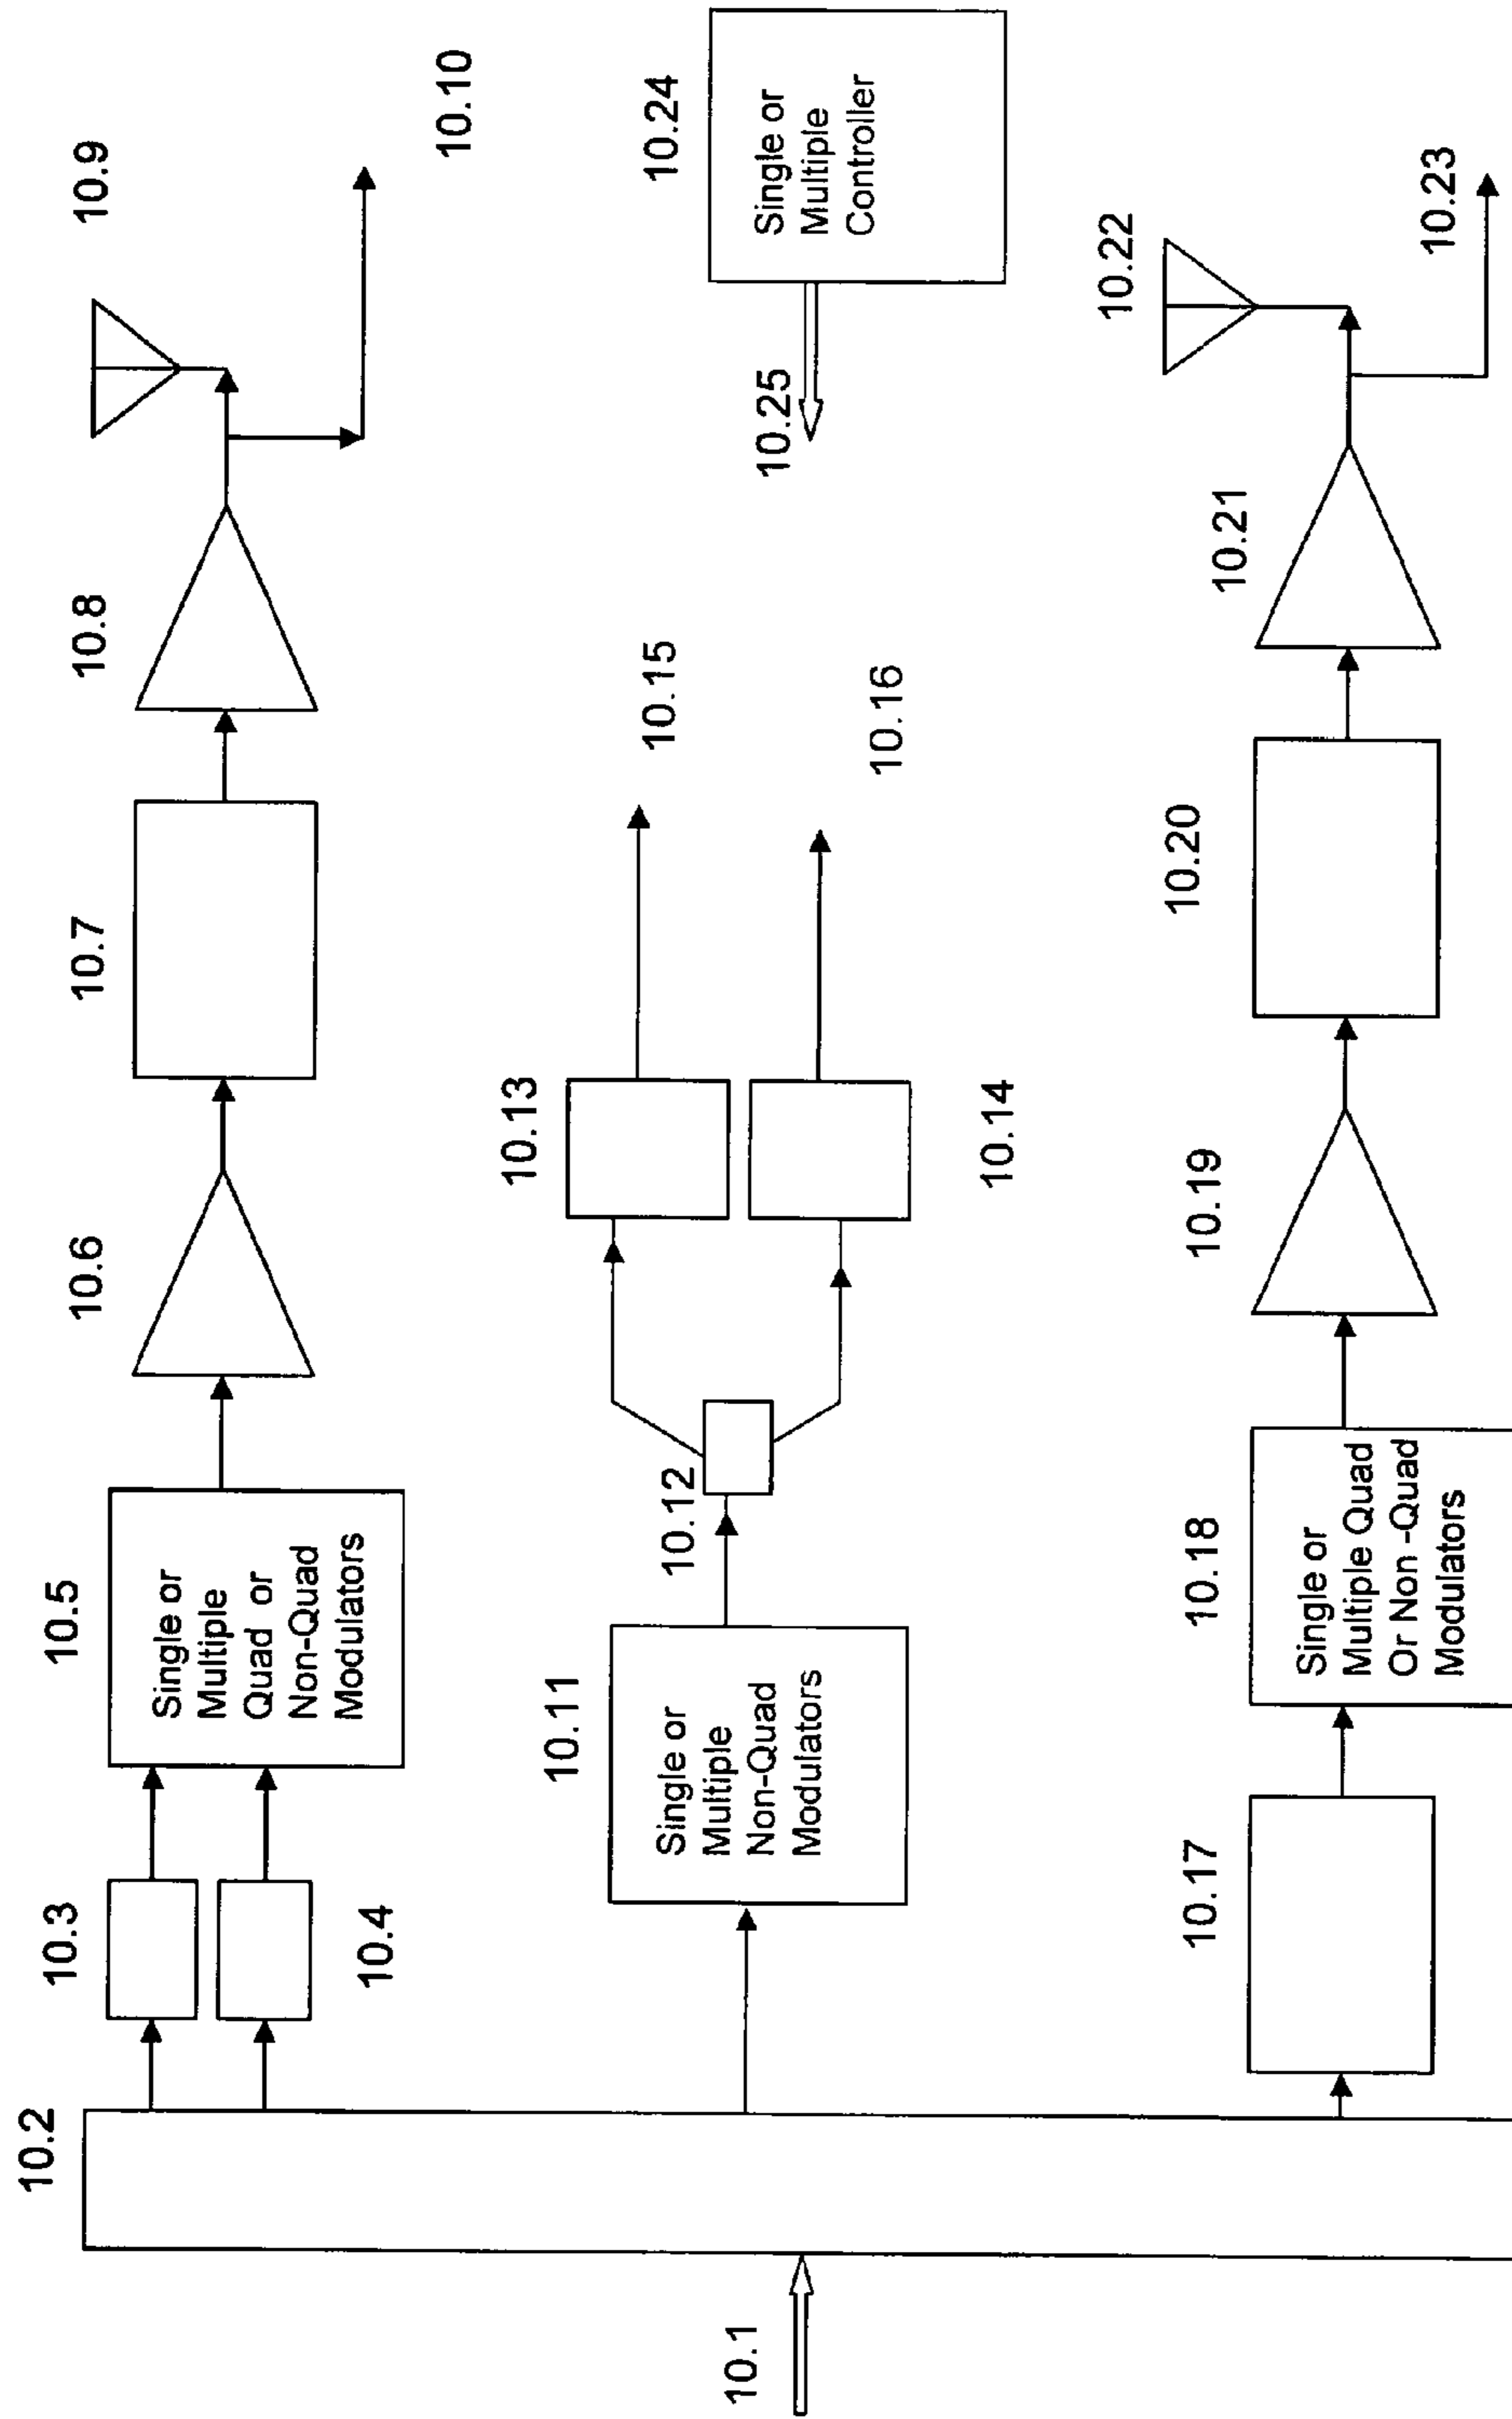 10.9
10.10
10.8
10.7
10.6
10.5
Single or
Multiple
Quad or
Non-Quad
Modulators
10.3
10.4
10.2
10.24
Single or
Multiple
Controller
10.25
10.15
10.16
10.13
10.14
10.12
10.11
Single or
Multiple
Non-Quad
Modulators
10.1
10.22
10.23
10.21
10.20
10.19
10.18
Single or
Multiple Quad
Or Non -Quad
Modulators
10.17